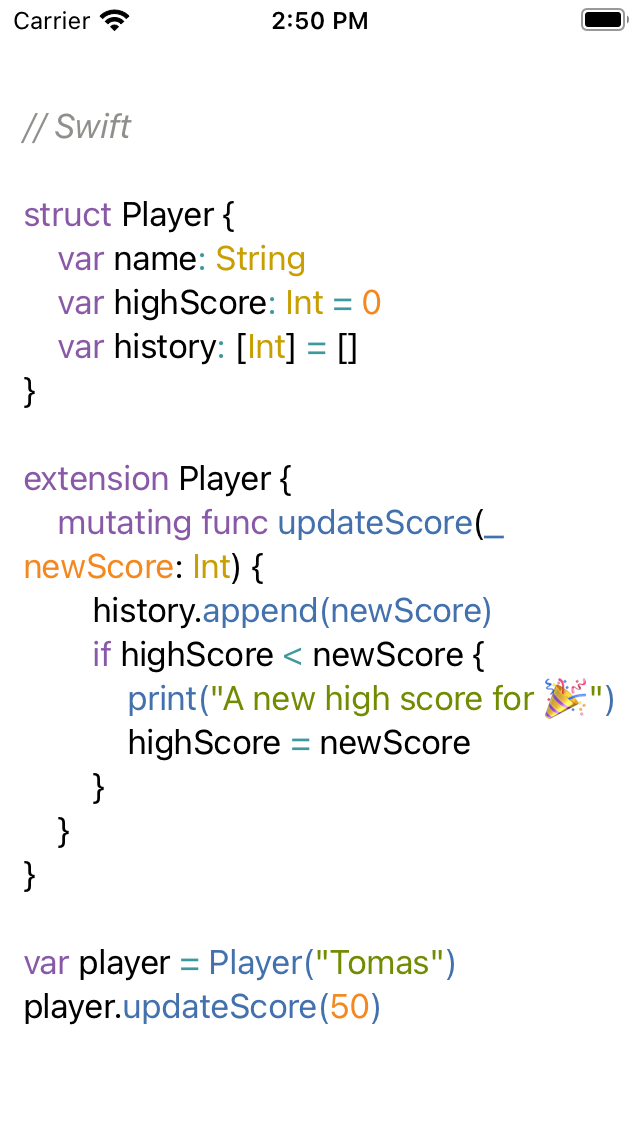 Carrier 2:50 PM
// Swift
struct Player {
    var name: String
    var highScore: Int = 0
    var history: [Int] = []
}
extension Player {
    mutating func updateScore(_
newScore: Int) {
        history.append(newScore)
        if highScore < newScore {
            print("A new high score for 🎉")
            highScore = newScore
        }
    }
}
var player = Player("Tomas")
player.updateScore(50)